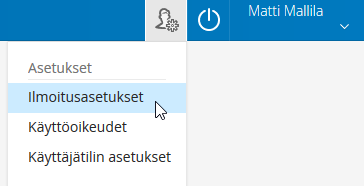 Matti Mallila
Asetukset
Ilmoitusasetukset
Käyttöoikeudet
Käyttäjätilin asetukset